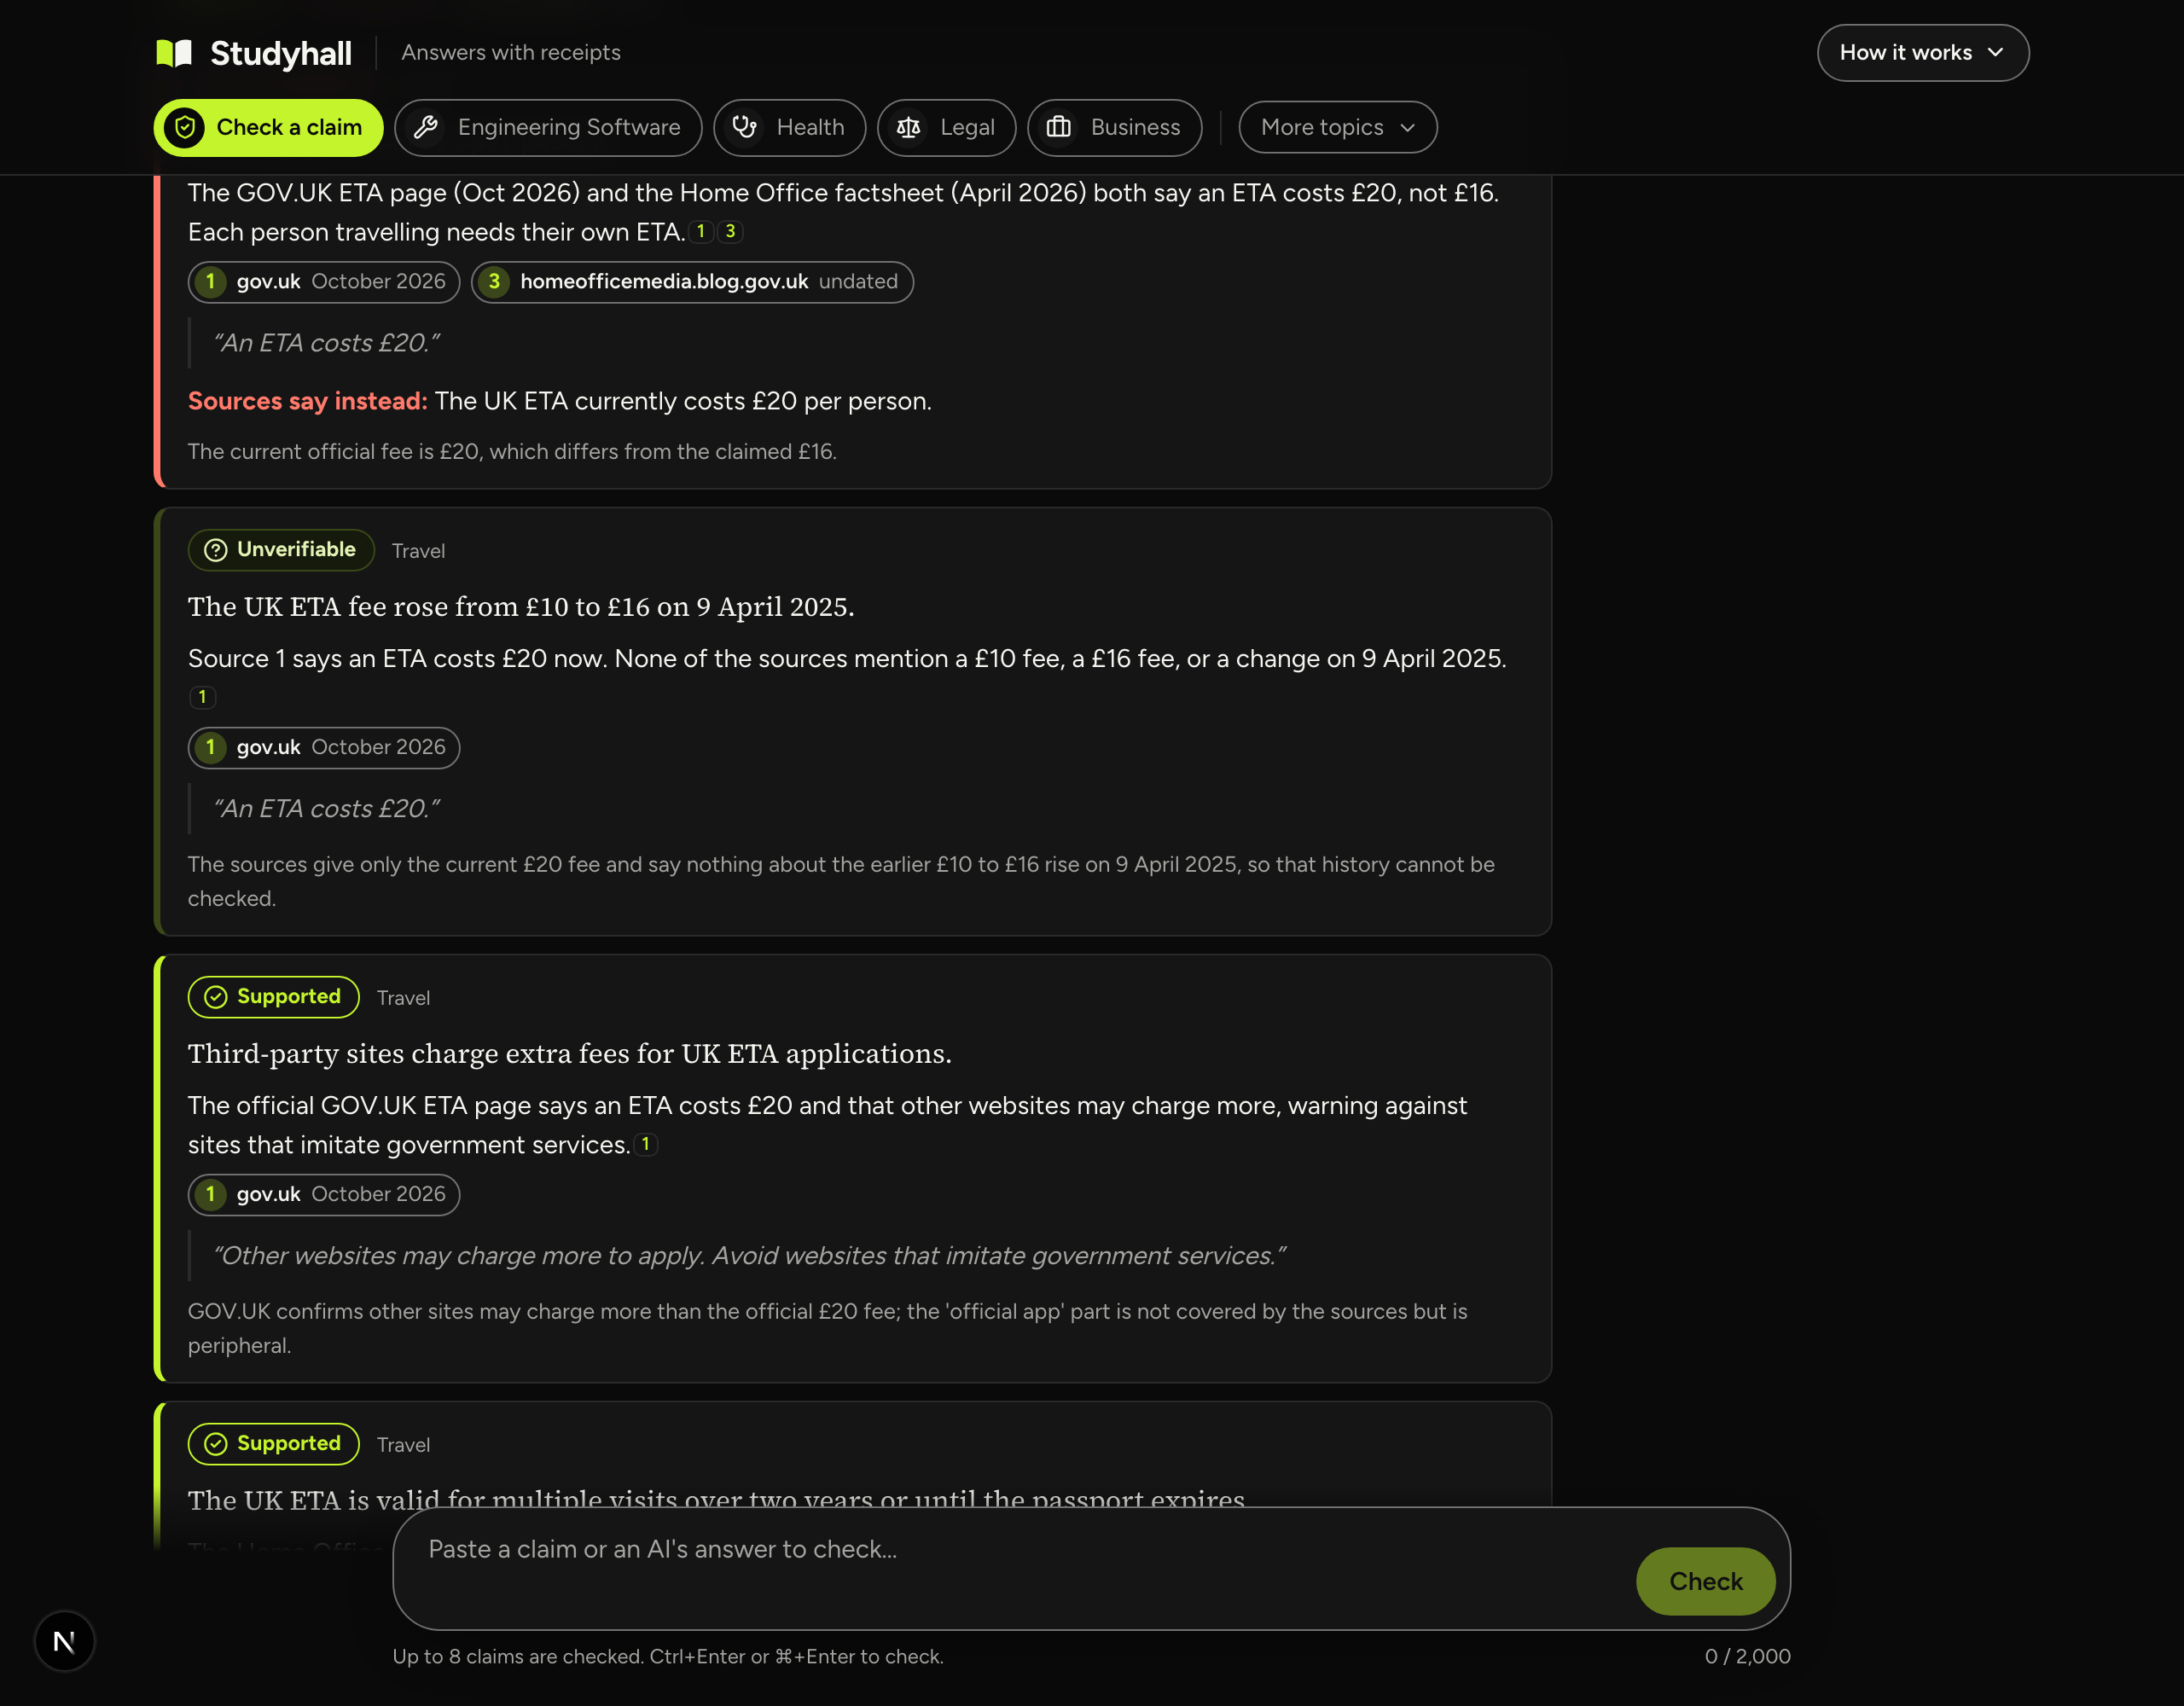 Studyhall
Answers with receipts
How it works
Check a claim
Engineering Software
Health
Legal
Business
More topics
The GOV.UK ETA page (Oct 2026) and the Home Office factsheet (April 2026) both say an ETA costs £20, not £16.
Each person travelling needs their own ETA. 1 3
1 gov.uk October 2026 3 homeofficemedia.blog.gov.uk undated
“An ETA costs £20.”
Sources say instead: The UK ETA currently costs £20 per person.
The current official fee is £20, which differs from the claimed £16.
Unverifiable Travel
The UK ETA fee rose from £10 to £16 on 9 April 2025.
Source 1 says an ETA costs £20 now. None of the sources mention a £10 fee, a £16 fee, or a change on 9 April 2025.
1
1 gov.uk October 2026
“An ETA costs £20.”
The sources give only the current £20 fee and say nothing about the earlier £10 to £16 rise on 9 April 2025, so that history cannot be
checked.
Supported Travel
Third-party sites charge extra fees for UK ETA applications.
The official GOV.UK ETA page says an ETA costs £20 and that other websites may charge more, warning against
sites that imitate government services. 1
1 gov.uk October 2026
“Other websites may charge more to apply. Avoid websites that imitate government services.”
GOV.UK confirms other sites may charge more than the official £20 fee; the 'official app' part is not covered by the sources but is
peripheral.
Supported Travel
The UK ETA is valid for multiple visits over two years or until the passport expires
The Home Office
Paste a claim or an AI's answer to check...
Check
N
Up to 8 claims are checked. Ctrl+Enter or ⌘+Enter to check.
0 / 2,000